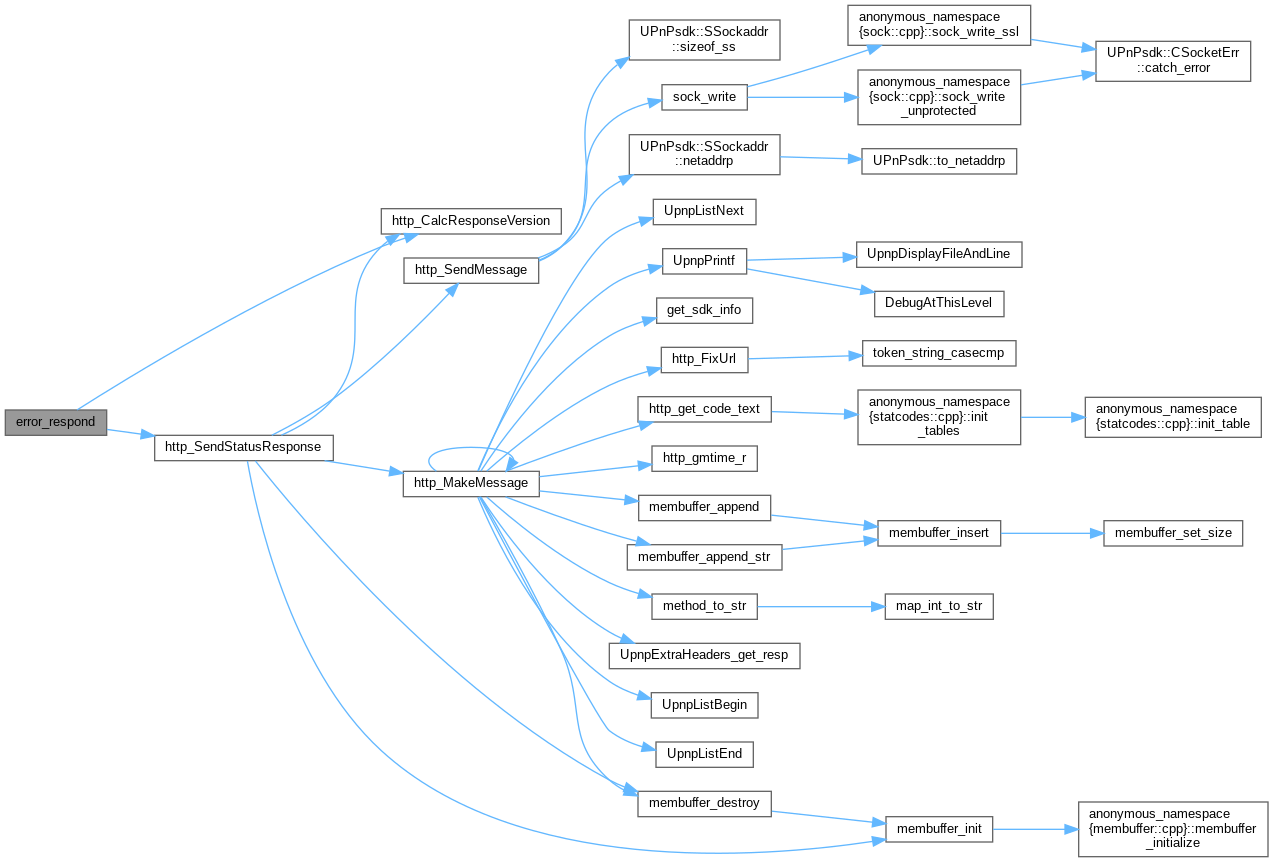 error_respond
http_CalcResponseVersion
http_SendStatusResponse
http_SendMessage
http_MakeMessage
UPnPsdk::SSockaddr
::sizeof_ss
sock_write
UPnPsdk::SSockaddr
::netaddrp
UpnpListNext
UpnpPrintf
get_sdk_info
http_FixUrl
http_get_code_text
http_gmtime_r
membuffer_append
membuffer_append_str
method_to_str
UpnpExtraHeaders_get_resp
UpnpListBegin
UpnpListEnd
membuffer_destroy
anonymous_namespace
{sock::cpp}::sock_write_ssl
anonymous_namespace
{sock::cpp}::sock_write
_unprotected
UPnPsdk::to_netaddrp
UpnpDisplayFileAndLine
DebugAtThisLevel
token_string_casecmp
anonymous_namespace
{statcodes::cpp}::init
_tables
membuffer_insert
map_int_to_str
membuffer_init
UPnPsdk::CSocketErr
::catch_error
anonymous_namespace
{statcodes::cpp}::init_table
membuffer_set_size
anonymous_namespace
{membuffer::cpp}::membuffer
_initialize